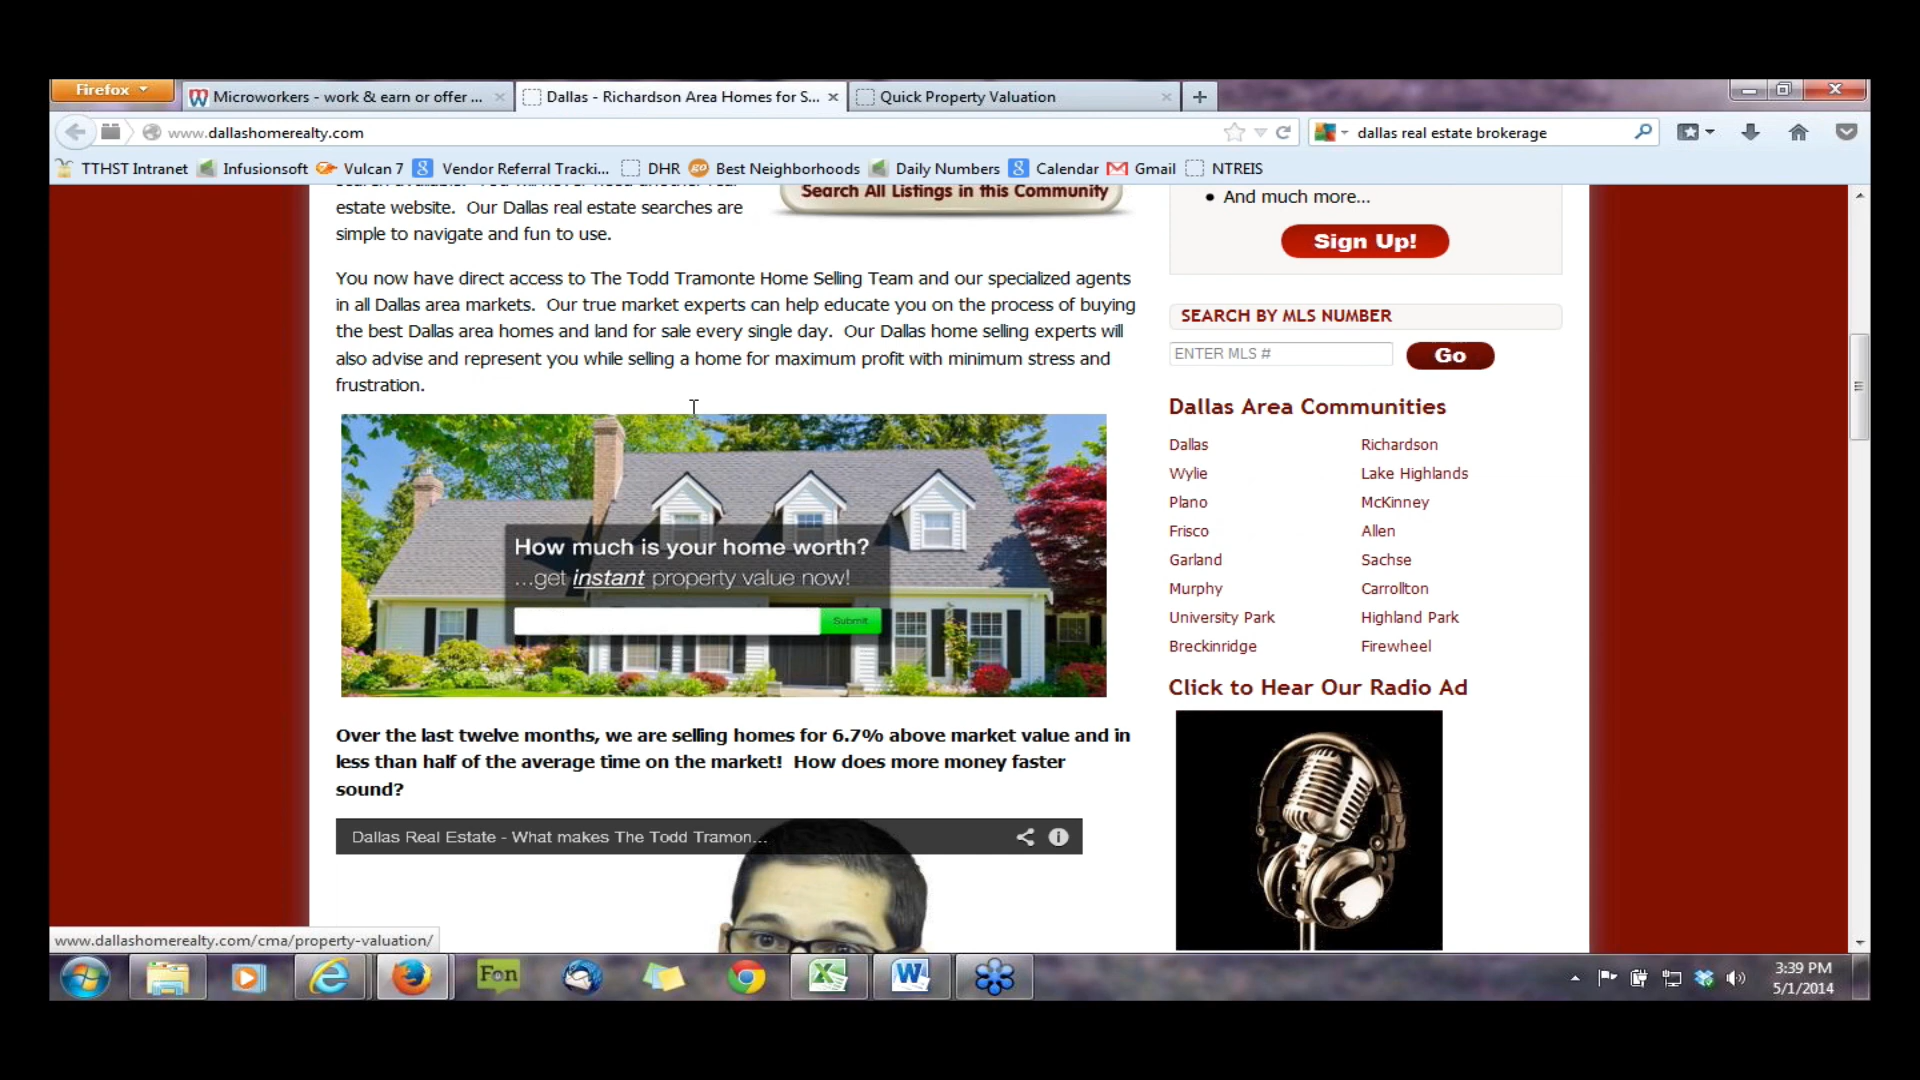 Firefox
Microworkers - work & earn or offer ...
Dallas - Richardson Area Homes for S...
Quick Property Valuation
www.dallashomerealty.com
dallas real estate brokerage
TTHST Intranet
Infusionsoft
Vulcan 7
Vendor Referral Tracki...
DHR
Best Neighborhoods
Daily Numbers
Calendar
Gmail
NTREIS
estate website. Our Dallas real estate searches are
simple to navigate and fun to use.
Search All Listings in this Community
You now have direct access to The Todd Tramonte Home Selling Team and our specialized agents
in all Dallas area markets. Our true market experts can help educate you on the process of buying
the best Dallas area homes and land for sale every single day. Our Dallas home selling experts will
also advise and represent you while selling a home for maximum profit with minimum stress and
frustration.
How much is your home worth?
...get instant property value now!
Submit
Over the last twelve months, we are selling homes for 6.7% above market value and in
less than half of the average time on the market! How does more money faster
sound?
Dallas Real Estate - What makes The Todd Tramon...
• And much more...
Sign Up!
SEARCH BY MLS NUMBER
ENTER MLS #
Go
Dallas Area Communities
Dallas
Richardson
Wylie
Lake Highlands
Plano
McKinney
Frisco
Allen
Garland
Sachse
Murphy
Carrollton
University Park
Highland Park
Breckinridge
Firewheel
Click to Hear Our Radio Ad
www.dallashomerealty.com/cma/property-valuation/
Fon
3:39 PM
5/1/2014